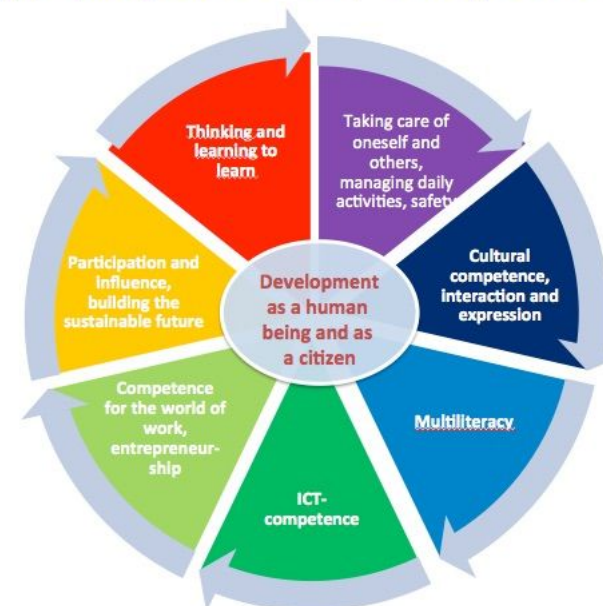 Thinking and
learning to
learn
Taking care of
oneself and
others,
managing daily
activities, safety
Cultural
competence,
interaction and
expression
Multiliteracy
ICT-
competence
Competence
for the world of
work,
entrepreneur-
ship
Participation and
influence,
building the
sustainable future
Development
as a human
being and as
a citizen